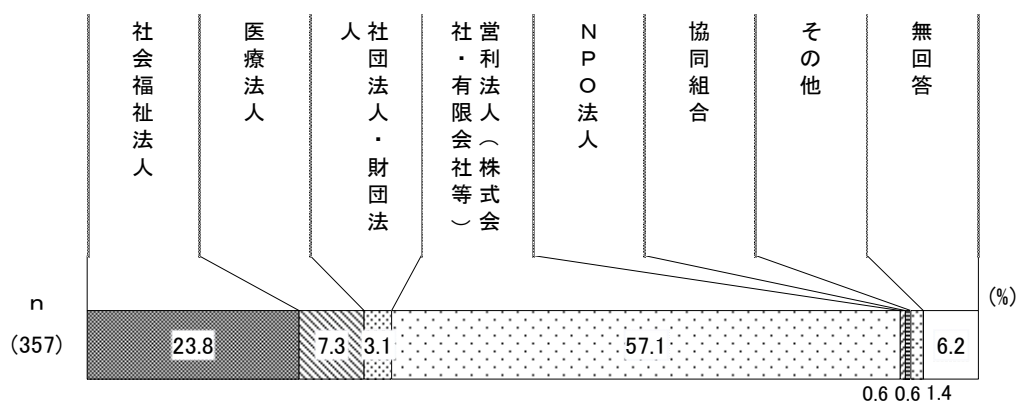 社会福祉法人
医療法人
社団法人・財団法
人
営利法人（株式会
社・有限会社等）
ＮＰＯ法人
協同組合
その他
無回答
ｎ
(%)
(357)
23.8
7.3
3.1
57.1
6.2
0.6
0.6
1.4